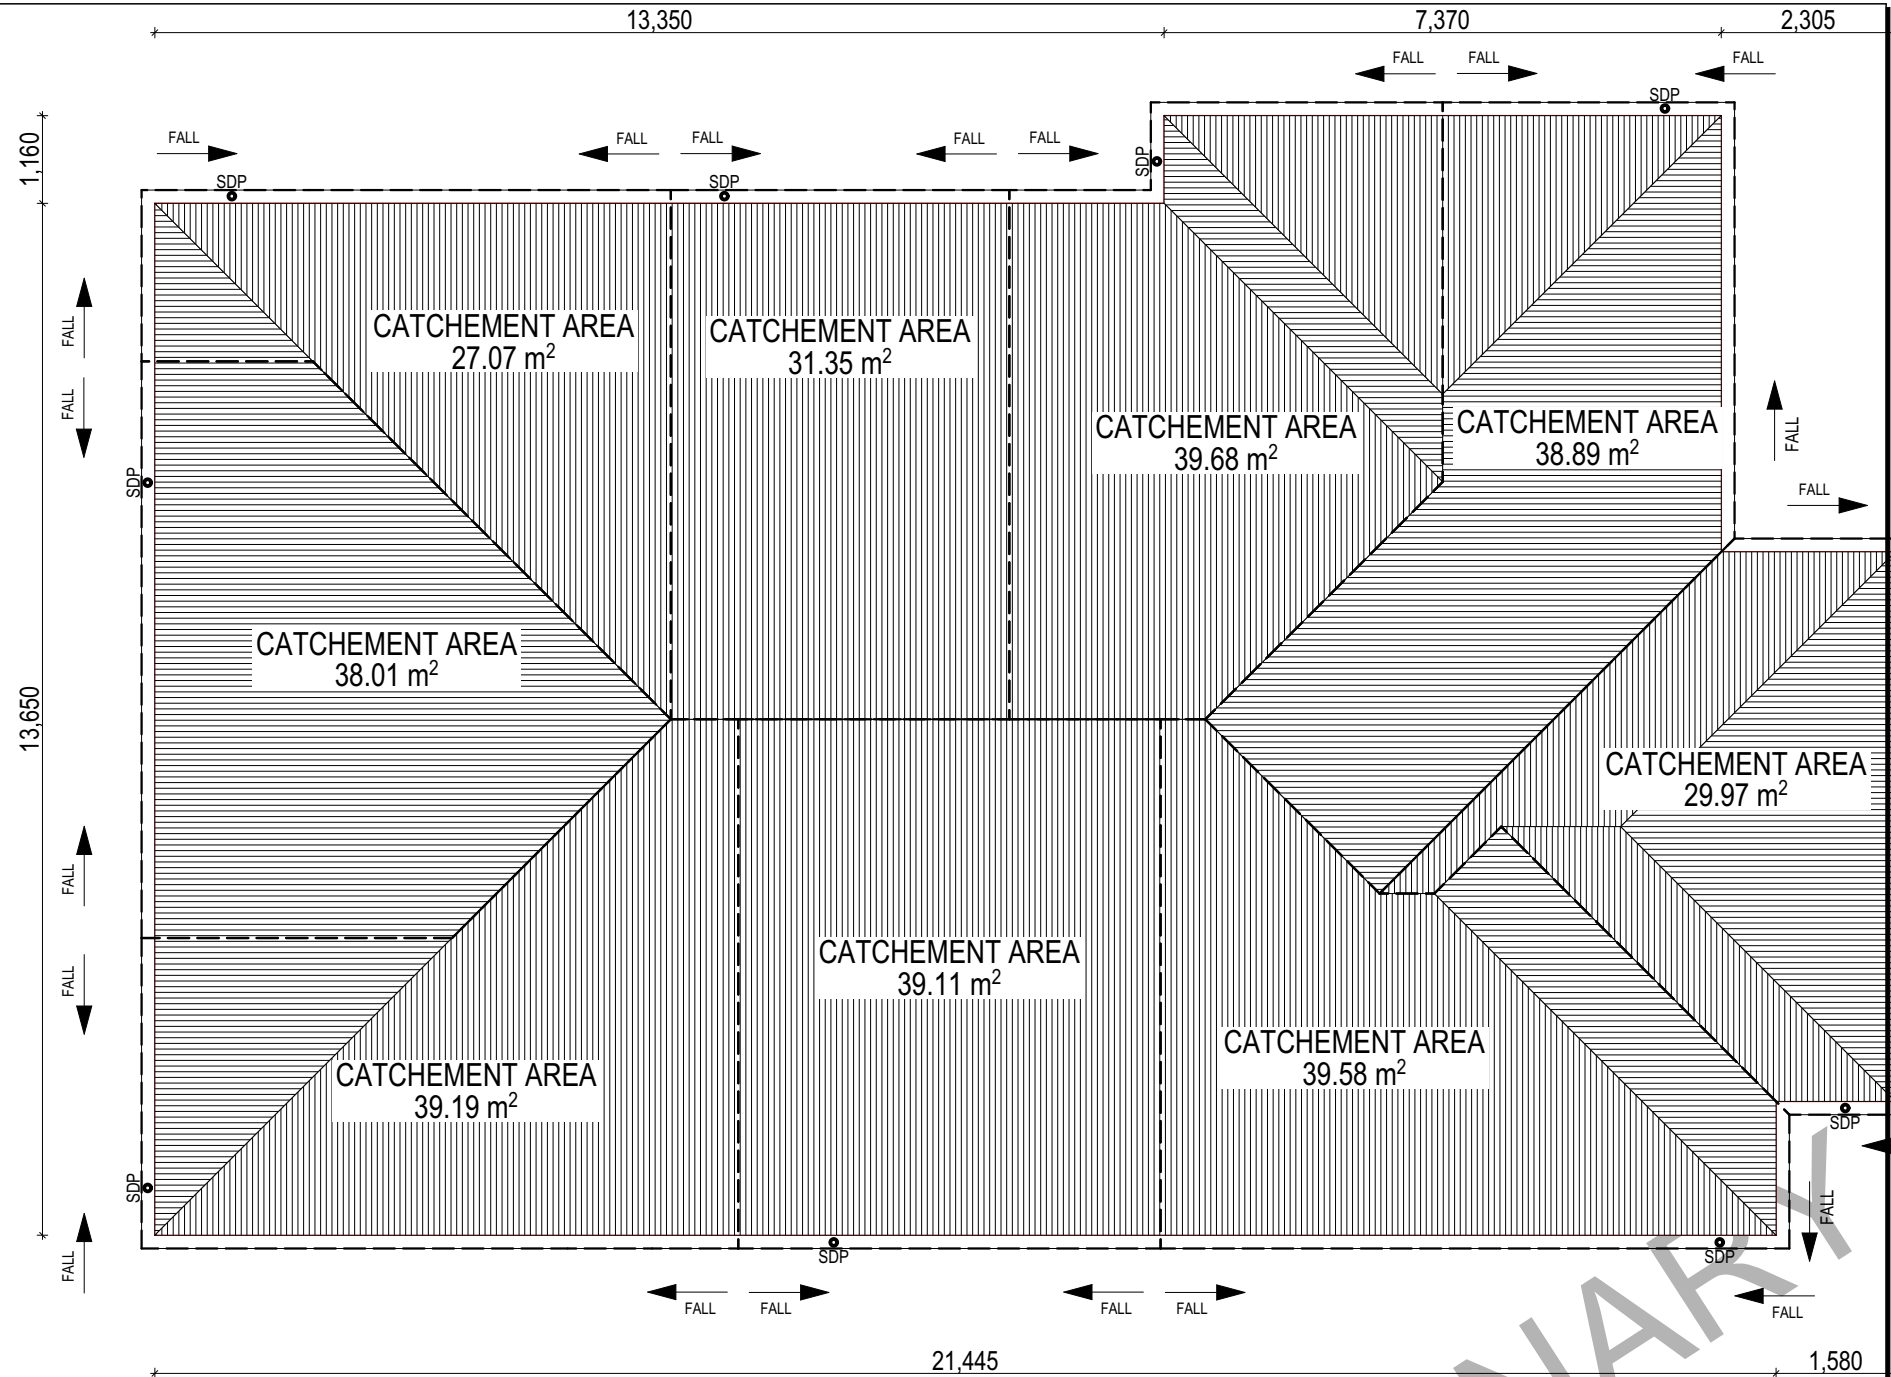 13,350
7,370
2,305
FALL
FALL
FALL
SDP
1,160
FALL
FALL
FALL
FALL
FALL
SDP
SDP
SDP
FALL
FALL
CATCHEMENT AREA
27.07 m²
CATCHEMENT AREA
31.35 m²
CATCHEMENT AREA
39.68 m²
CATCHEMENT AREA
38.89 m²
FALL
FALL
SDP
13,650
CATCHEMENT AREA
38.01 m²
CATCHEMENT AREA
29.97 m²
FALL
FALL
CATCHEMENT AREA
39.11 m²
CATCHEMENT AREA
39.58 m²
CATCHEMENT AREA
39.19 m²
SDP
SDP
FALL
FALL
SDP
SDP
FALL
FALL
FALL
FALL
FALL
21,445
1,580
NARY